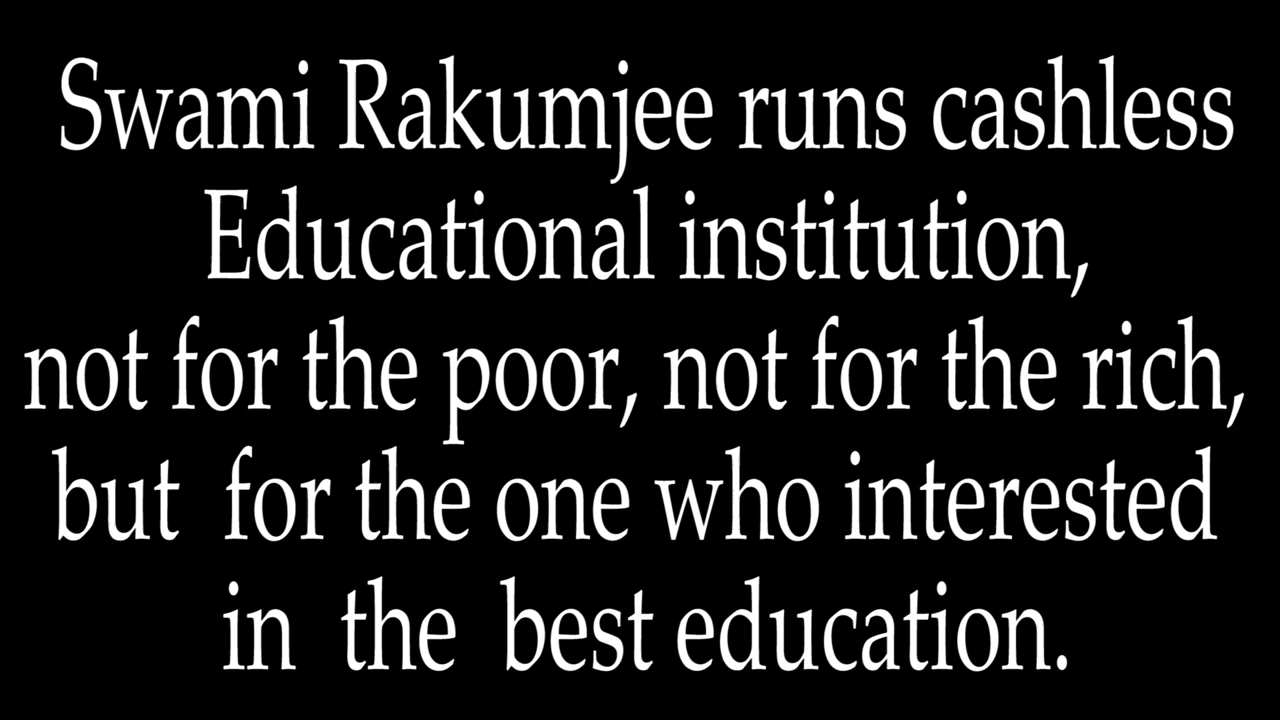 Swami Rakumjee runs cashless
Educational institution,
not for the poor, not for the rich,
but for the one who interested
in the best education.